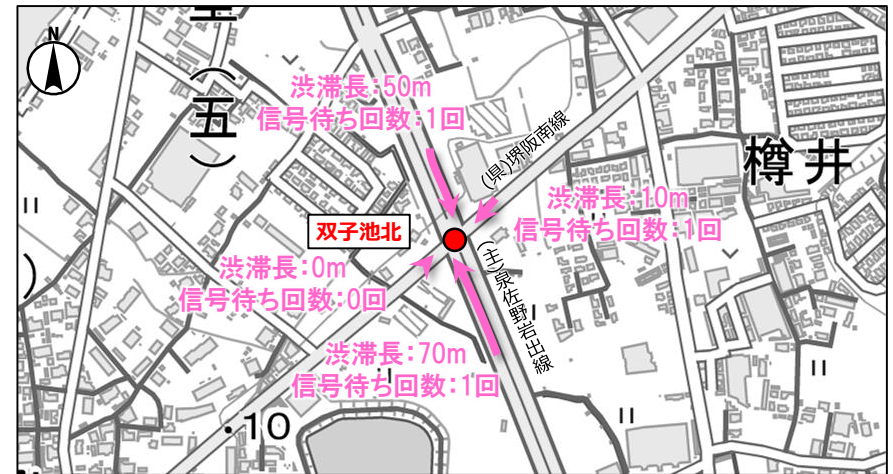 N
(五)
渋滞長:50m
信号待ち回数:1回
(県)堺阪南線
樽井
渋滞長:10m
信号待ち回数:1回
双子池北
渋滞長:0m
信号待ち回数:0回
(主)泉佐野岩出線
渋滞長:70m
信号待ち回数:1回
・10